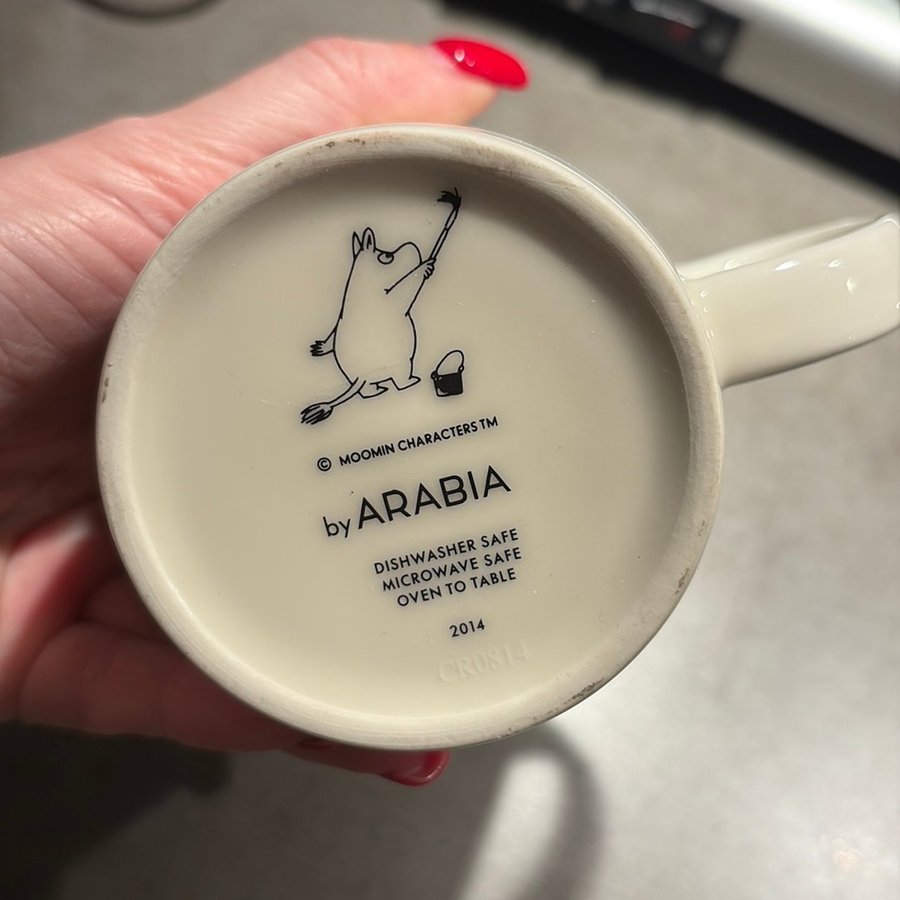 © MOOMIN CHARACTERS TM
by ARABIA
DISHWASHER SAFE
MICROWAVE SAFE
OVEN TO TABLE
2014
CR0814